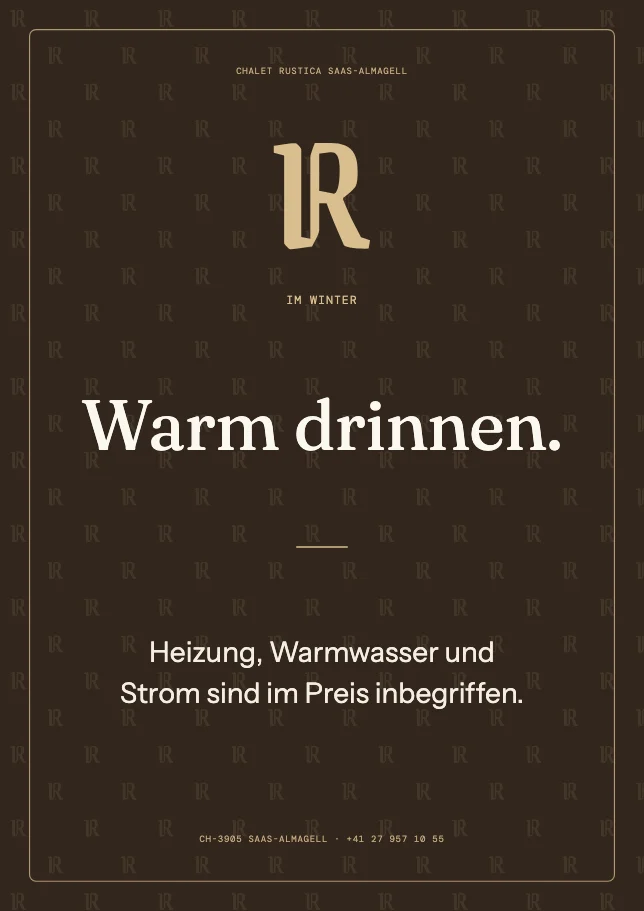 CHALET RUSTICA SAAS-ALMAGELL
R
IM WINTER
Warm drinnen.
Heizung, Warmwasser und
Strom sind im Preis inbegriffen.
CH-3905 SAAS-ALMAGELL · +41 27 957 10 55